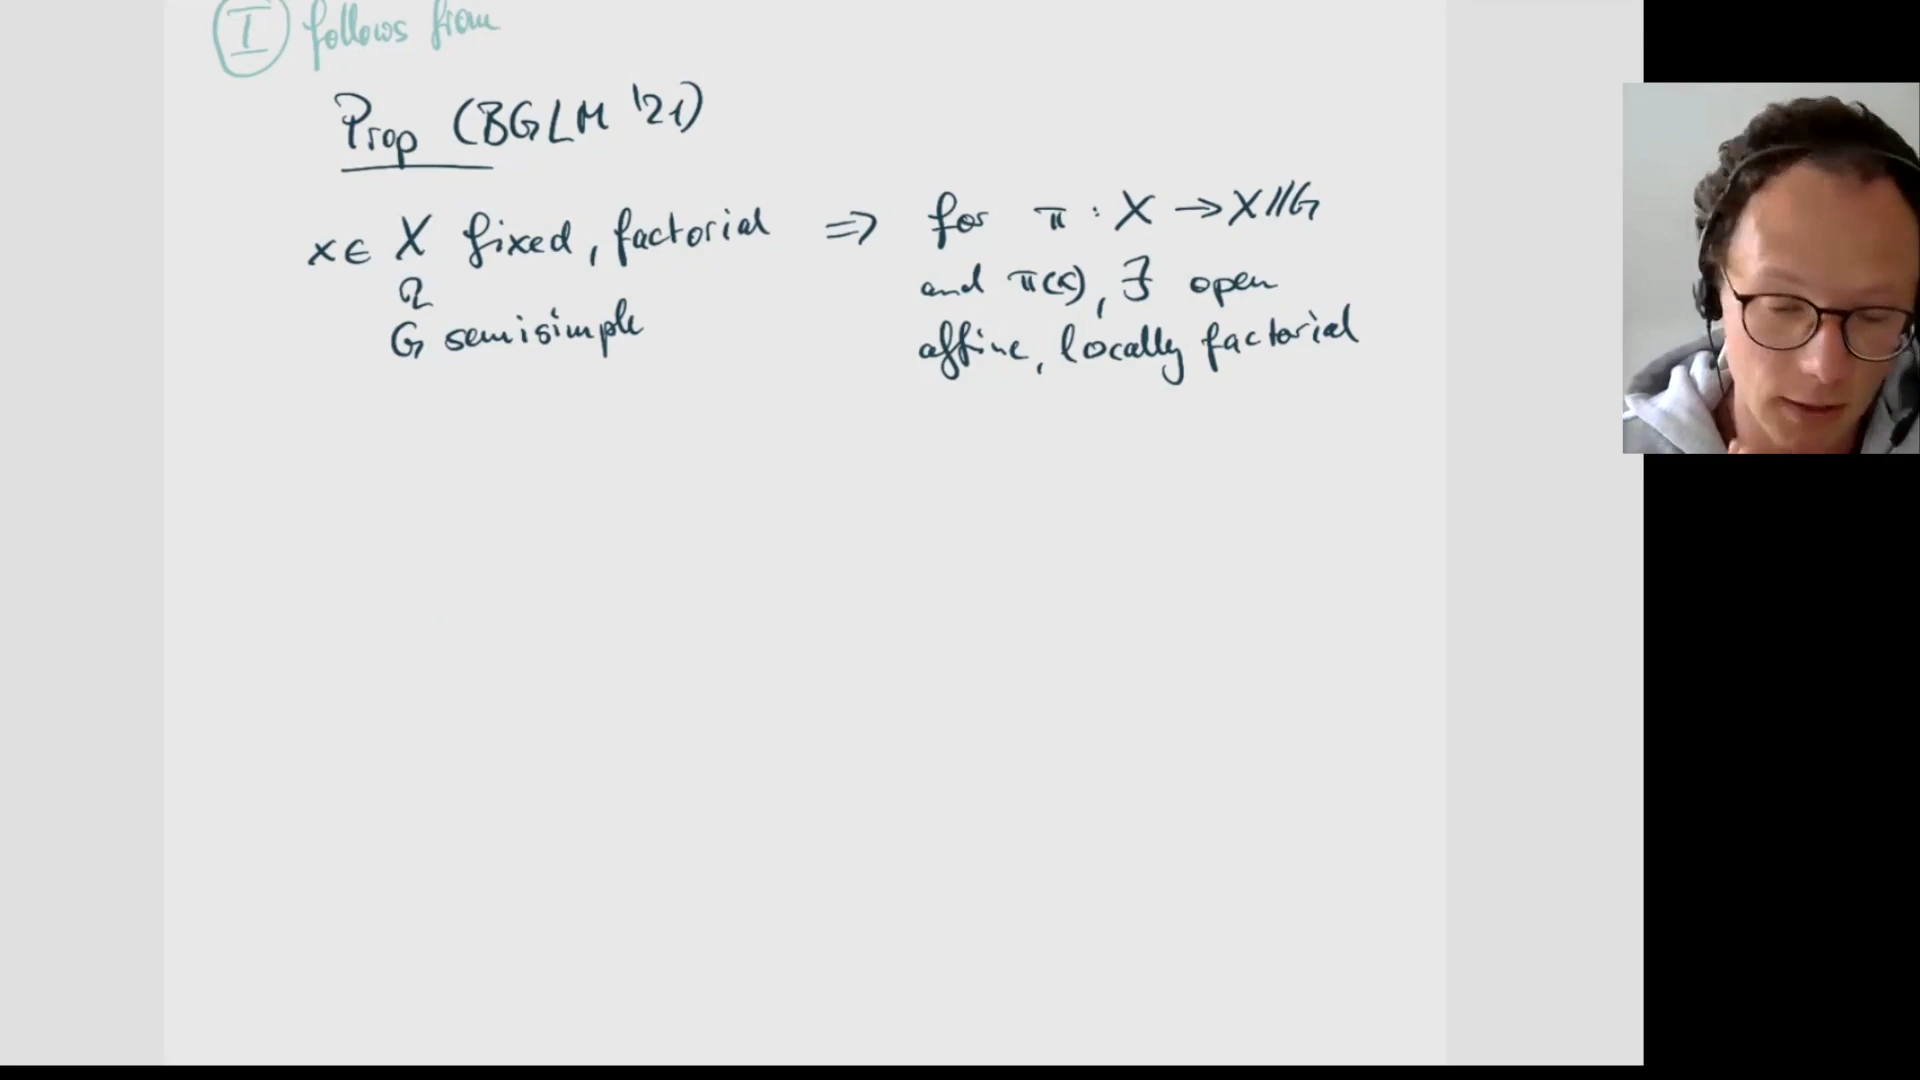 Ⓘ follows from
Prop (BGLM '21)
x ∈ X fixed, factorial ⇒ for π : X → X//G
G semisimple
and π(x), ∃ open
affine, locally factorial